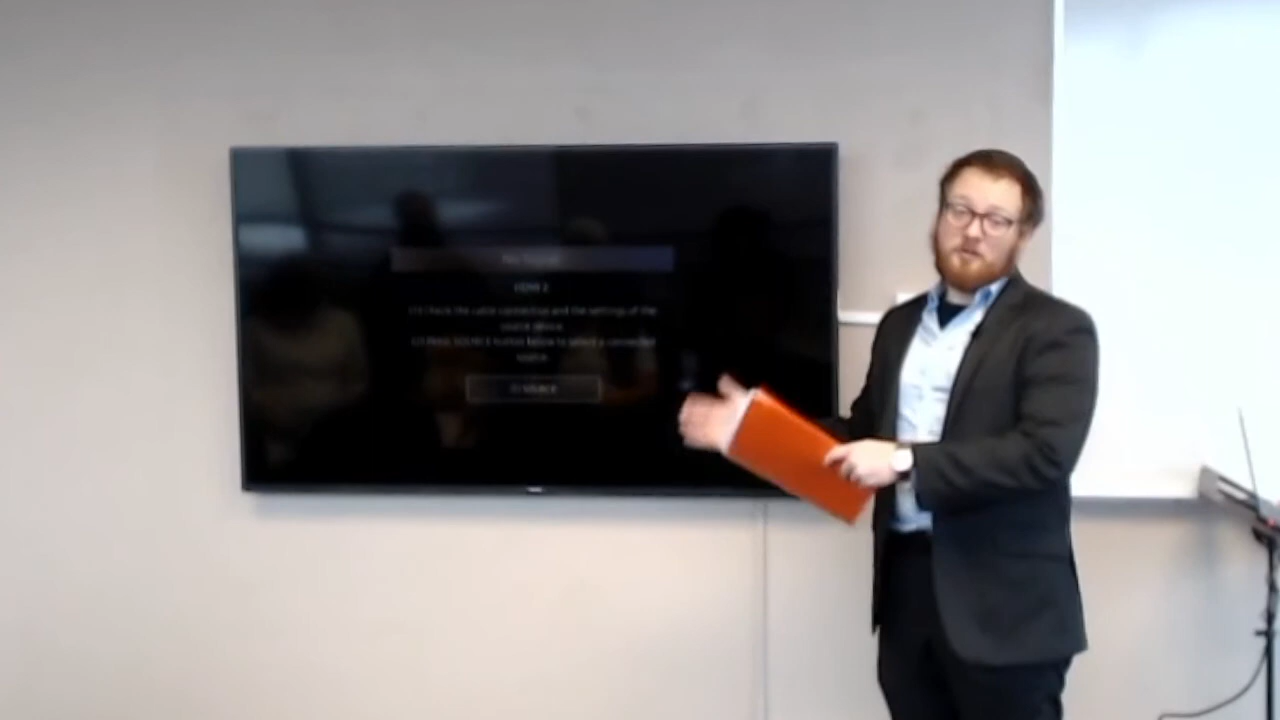 No Signal
HDMI 2
(1) Check the cable connection and the settings of the
source device.
(2) Press SOURCE button below to select a connected
source.